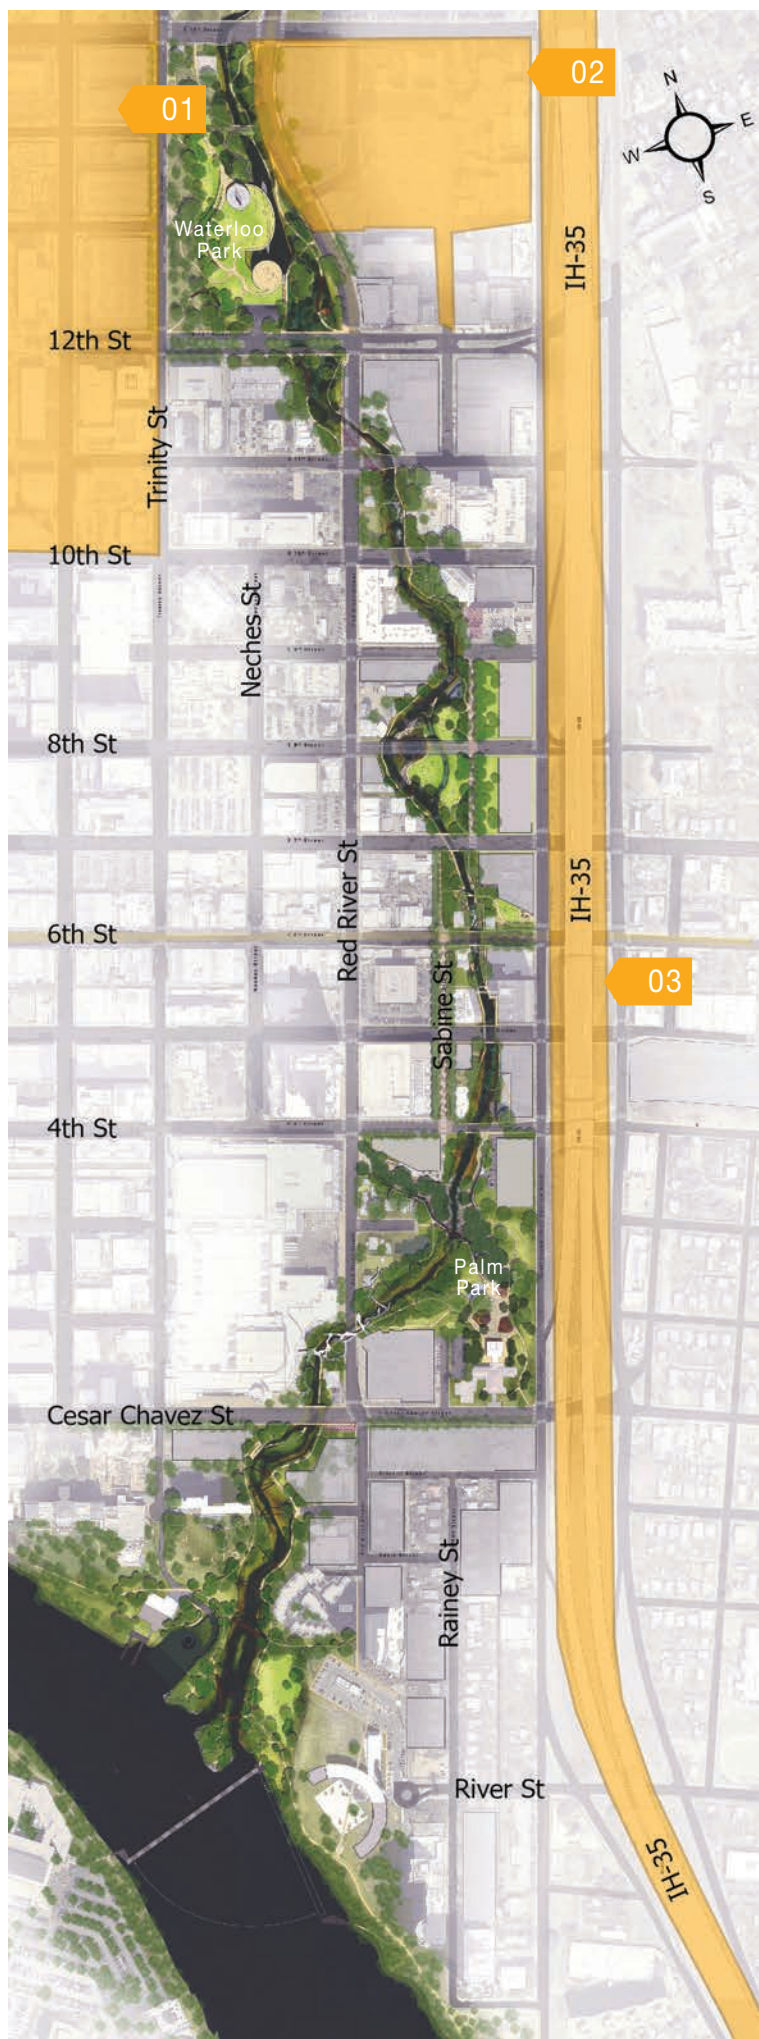 02
01
N
E
W
S
Waterloo
Park
IH-35
12th St
Trinity St
10th St
Neches St
8th St
Red River St
IH-35
6th St
Sabine St
03
4th St
Palm
Park
Cesar Chavez St
Rainey St
River St
IH-35